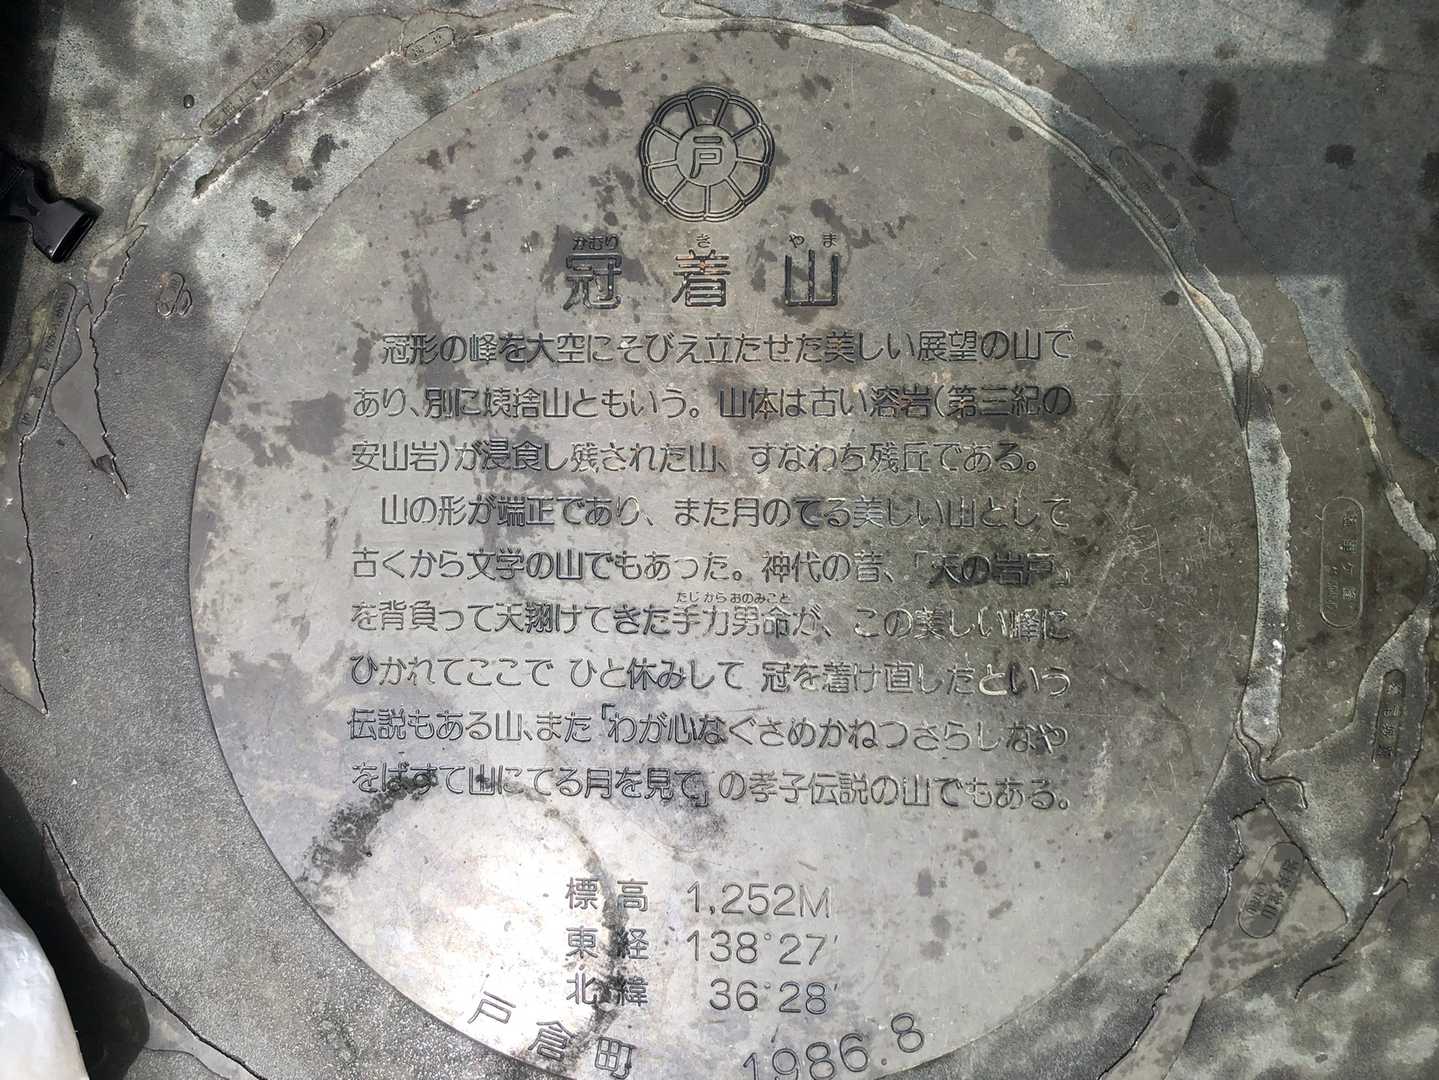 戸
かむり き やま
冠着山
冠形の峰を大空にそびえ立たせた美しい展望の山で
あり、別に姨捨山ともいう。山体は古い溶岩(第三紀の
安山岩)が浸食し残された山、すなわち残丘である。
山の形が端正であり、また月のてる美しい山として
古くから文学の山でもあった。神代の昔、「天の岩戸」
たじからおのみこと
を背負って天翔けてきた手力男命が、この美しい峰に
ひかれてここで ひと休みして 冠を着け直したという
伝説もある山、また「わが心なぐさめかねつさらしなや
をばすて山にてる月を見て」の孝子伝説の山でもある。
標高 1,252M
東経 138°27′
北緯 36°28′
戸倉町 1986.8